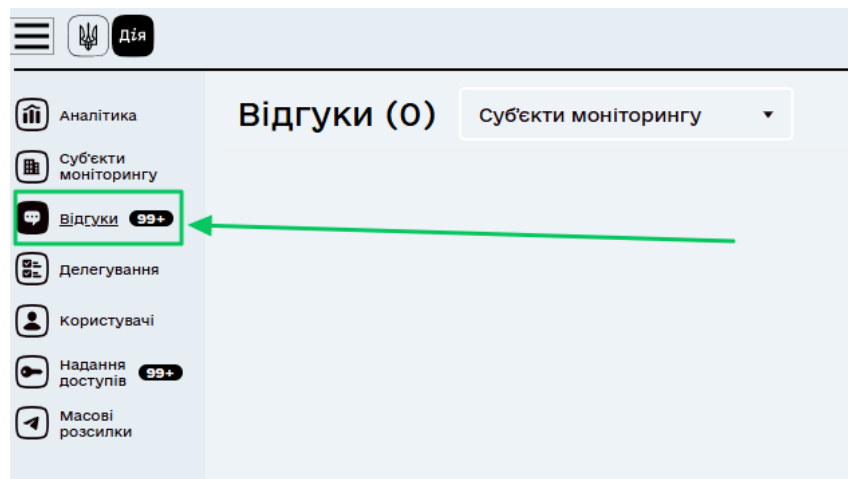 Дія
Аналітика
Відгуки (0)
Суб'єкти моніторингу
Суб'єкти
моніторингу
Відгуки 99+
Делегування
Користувачі
Надання
доступів 99+
Масові
розсилки